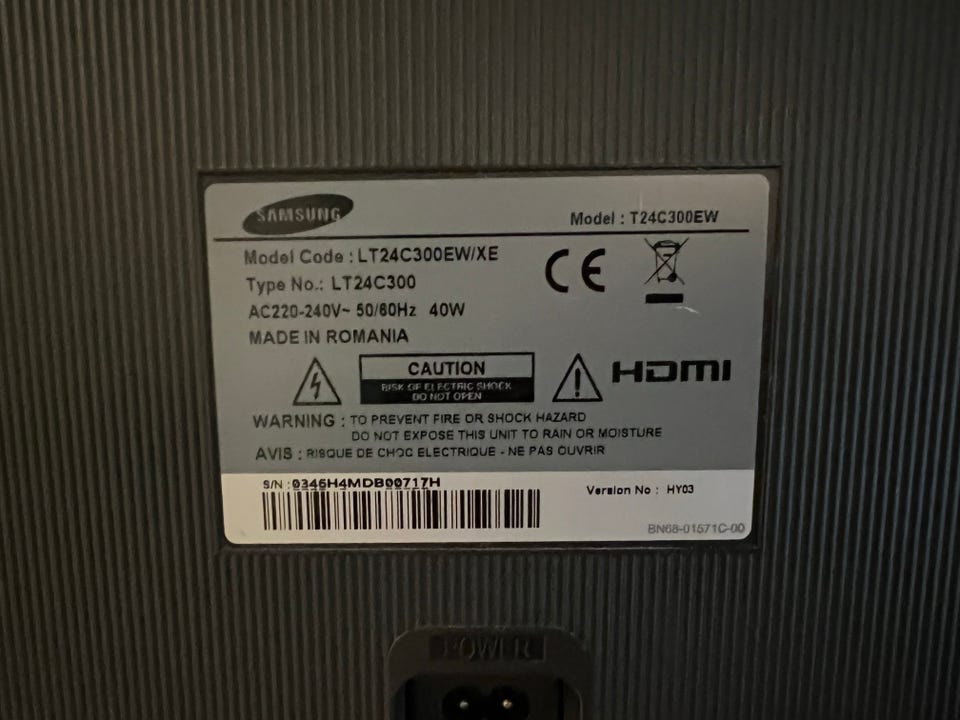 SAMSUNG
Model : T24C300EW
Model Code : LT24C300EW/XE
Type No.: LT24C300
AC220-240V~ 50/60Hz 40W
MADE IN ROMANIA
CAUTION
RISK OF ELECTRIC SHOCK
DO NOT OPEN
HDMI
WARNING : TO PREVENT FIRE OR SHOCK HAZARD
DO NOT EXPOSE THIS UNIT TO RAIN OR MOISTURE
AVIS : RISQUE DE CHOC ELECTRIQUE - NE PAS OUVRIR
S/N : 0346H4MDB00717H
Version No : HY03
BN68-01571C-00
POWER